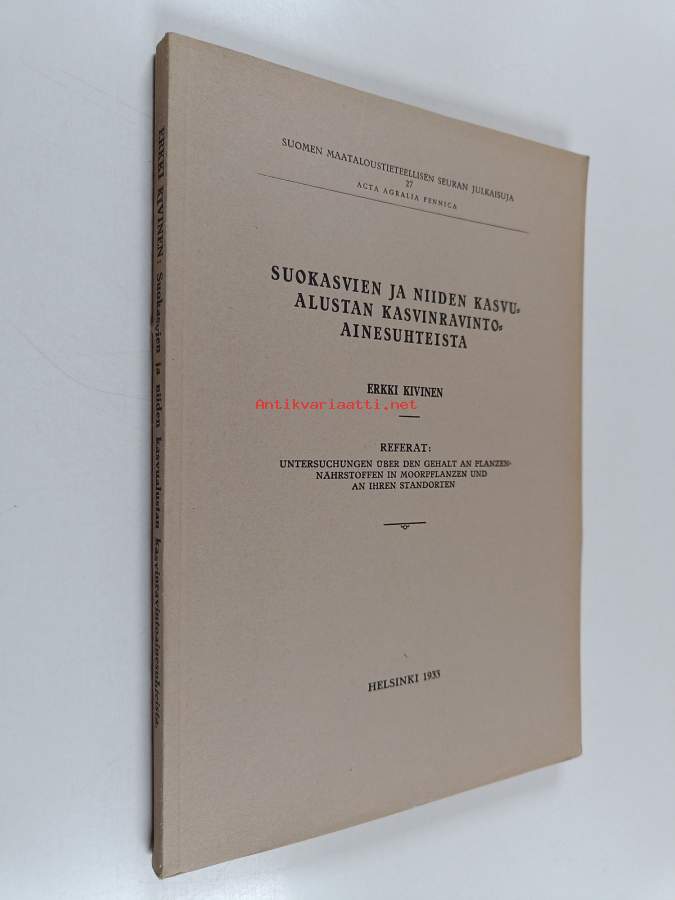 SUOMEN MAATALOUSTIETEELLISEN SEURAN JULKAISUJA
27
ACTA AGRALIA FENNICA
SUOKASVIEN JA NIIDEN KASVU-
ALUSTAN KASVINRAVINTO-
AINESUHTEISTA
ERKKI KIVINEN
Antikvariaatti.net
REFERAT:
UNTERSUCHUNGEN ÜBER DEN GEHALT AN PLANZEN-
NÄHRSTOFFEN IN MOORPFLANZEN UND
AN IHREN STANDORTEN
HELSINKI 1933
ERKKI KIVINEN: Suokasvien ja niiden kasvualustan kasvinravintoainesuhteista.